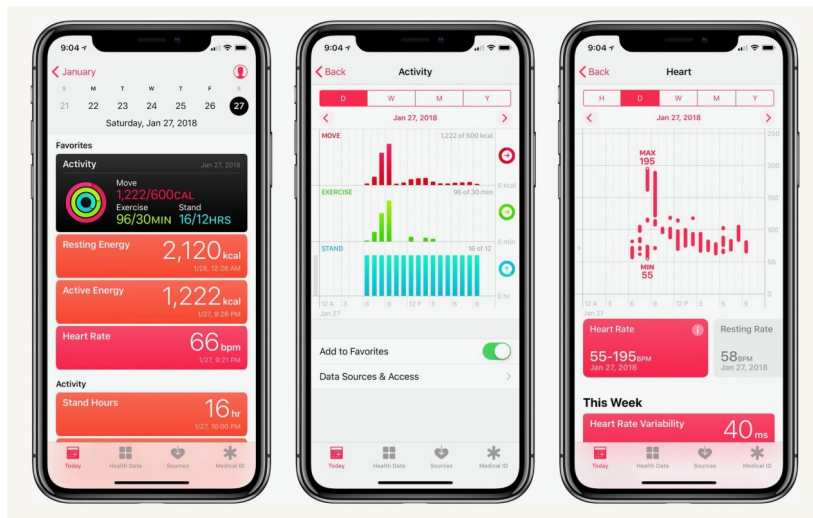 9:04
January
S M T W T F S
21 22 23 24 25 26 27
Saturday, Jan 27, 2018
Favorites
Activity Jan 27, 2018
Move
1,222/600CAL
Exercise Stand
96/30MIN 16/12HRS
Resting Energy 2,120 kcal
1/28, 12:26 AM
Active Energy 1,222 kcal
1/27, 9:28 PM
Heart Rate 66 bpm
1/27, 9:21 PM
Activity
Stand Hours 16 hr
1/27, 10:00 PM
Today Health Data Sources Medical ID
9:04
Back Activity
D W M Y
Jan 27, 2018
MOVE 1,222 of 600 kcal
0 kcal
EXERCISE 96 of 30 min
0 min
STAND 16 of 12
0 hr
12 A 3 6 9 12 P 3 6 9
Jan 27
Add to Favorites
Data Sources & Access
Today Health Data Sources Medical ID
9:04
Back Heart
H D W M Y
Jan 27, 2018
250
MAX
195
200
150
100
50
MIN
55
0
12 A 3 6 9 12 P 3 6 9
Jan 27
Heart Rate
55-195BPM
Jan 27, 2018
Resting Rate
58BPM
Jan 27, 2018
This Week
Heart Rate Variability 40 ms
Today Health Data Sources Medical ID